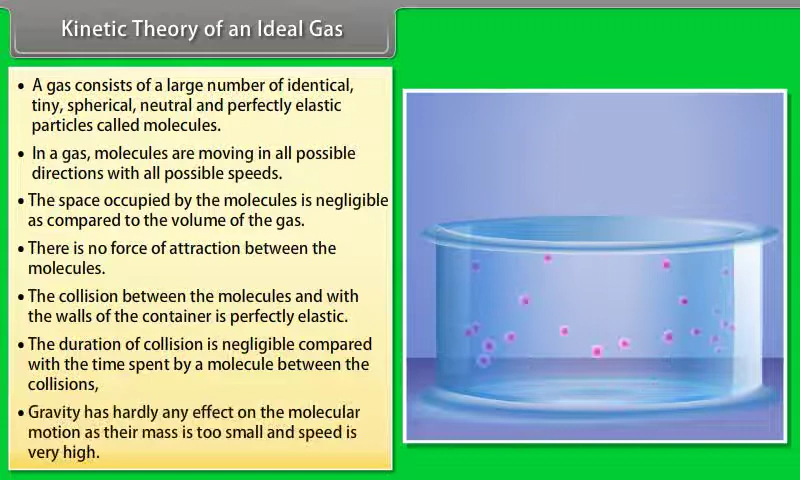 Kinetic Theory of an Ideal Gas
• A gas consists of a large number of identical,
tiny, spherical, neutral and perfectly elastic
particles called molecules.
• In a gas, molecules are moving in all possible
directions with all possible speeds.
• The space occupied by the molecules is negligible
as compared to the volume of the gas.
• There is no force of attraction between the
molecules.
• The collision between the molecules and with
the walls of the container is perfectly elastic.
• The duration of collision is negligible compared
with the time spent by a molecule between the
collisions,
• Gravity has hardly any effect on the molecular
motion as their mass is too small and speed is
very high.